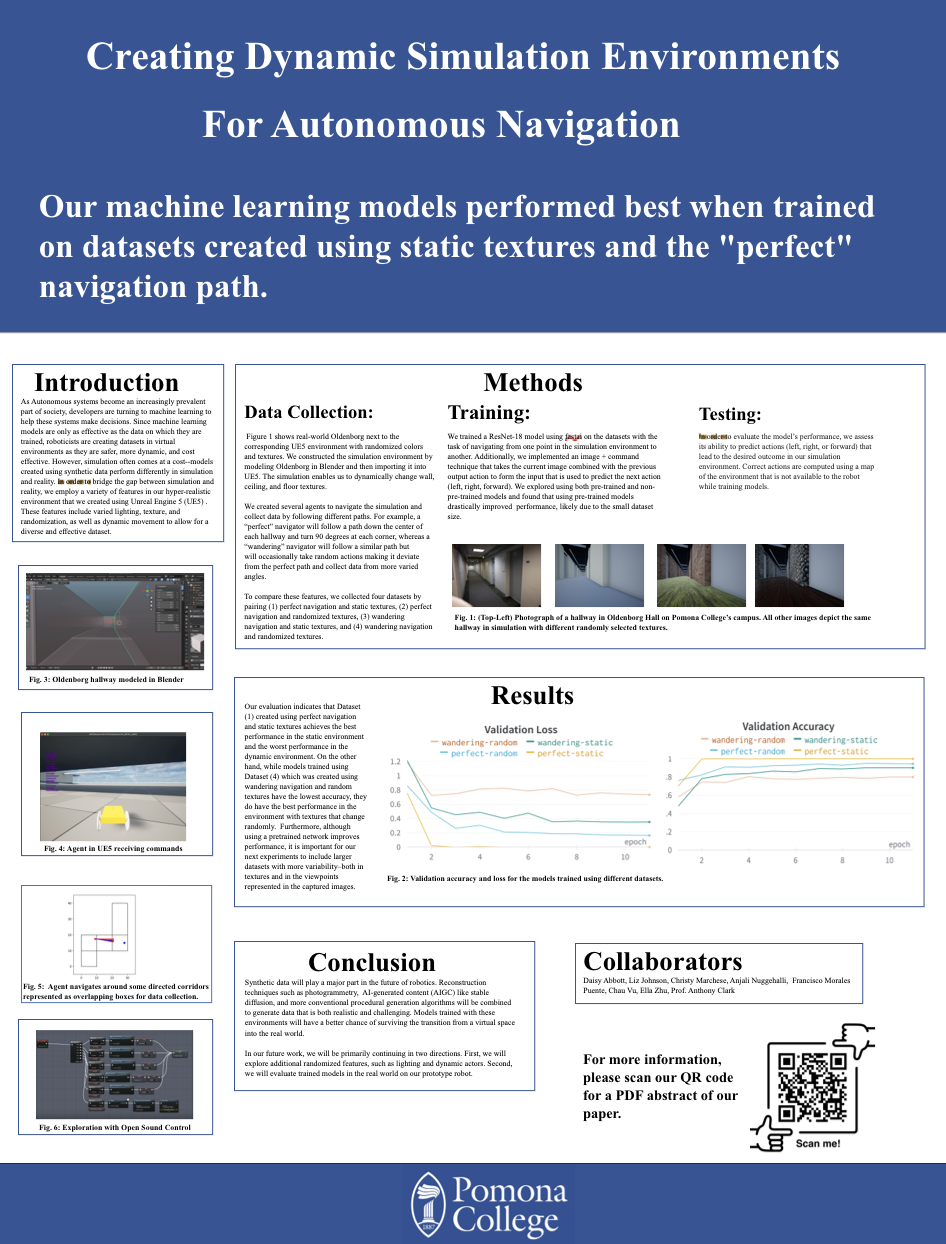 Creating Dynamic Simulation Environments
For Autonomous Navigation
Our machine learning models performed best when trained
on datasets created using static textures and the "perfect"
navigation path.
Introduction
As Autonomous systems become an increasingly prevalent
part of society, developers are turning to machine learning to
help these systems make decisions. Since machine learning
models are only as effective as the data on which they are
trained, roboticists are creating datasets in virtual
environments as they are safer, more dynamic, and cost
effective. However, simulation often comes at a cost--models
created using synthetic data perform differently in simulation
and reality. In order to bridge the gap between simulation and
reality, we employ a variety of features in our hyper-realistic
environment that we created using Unreal Engine 5 (UE5) .
These features include varied lighting, texture, and
randomization, as well as dynamic movement to allow for a
diverse and effective dataset.
Fig. 3: Oldenborg hallway modeled in Blender
Fig. 4: Agent in UE5 receiving commands
Fig. 5: Agent navigates around some directed corridors
represented as overlapping boxes for data collection.
Fig. 6: Exploration with Open Sound Control
Methods
Data Collection:
Figure 1 shows real-world Oldenborg next to the
corresponding UE5 environment with randomized colors
and textures. We constructed the simulation environment by
modeling Oldenborg in Blender and then importing it into
UE5. The simulation enables us to dynamically change wall,
ceiling, and floor textures.
We created several agents to navigate the simulation and
collect data by following different paths. For example, a
“perfect” navigator will follow a path down the center of
each hallway and turn 90 degrees at each corner, whereas a
“wandering” navigator will follow a similar path but
will occasionally take random actions making it deviate
from the perfect path and collect data from more varied
angles.
To compare these features, we collected four datasets by
pairing (1) perfect navigation and static textures, (2) perfect
navigation and randomized textures, (3) wandering
navigation and static textures, and (4) wandering navigation
and randomized textures.
Training:
We trained a ResNet-18 model using on the datasets with the
task of navigating from one point in the simulation environment to
another. Additionally, we implemented an image + command
technique that takes the current image combined with the previous
output action to form the input that is used to predict the next action
(left, right, forward). We explored using both pre-trained and non-
pre-trained models and found that using pre-trained models
drastically improved performance, likely due to the small dataset
size.
Testing:
In order to evaluate the model’s performance, we assess
its ability to predict actions (left, right, or forward) that
lead to the desired outcome in our simulation
environment. Correct actions are computed using a map
of the environment that is not available to the robot
while training models.
Fig. 1: (Top-Left) Photograph of a hallway in Oldenborg Hall on Pomona College’s campus. All other images depict the same
hallway in simulation with different randomly selected textures.
Results
Our evaluation indicates that Dataset
(1) created using perfect navigation
and static textures achieves the best
performance in the static environment
and the worst performance in the
dynamic environment. On the other
hand, while models trained using
Dataset (4) which was created using
wandering navigation and random
textures have the lowest accuracy, they
do have the best performance in the
environment with textures that change
randomly. Furthermore, although
using a pretrained network improves
performance, it is important for our
next experiments to include larger
datasets with more variability–both in
textures and in the viewpoints
represented in the captured images.
Validation Loss
wandering-random wandering-static
perfect-random perfect-static
1.2
1
0.8
0.6
0.4
0.2
0
epoch
2 4 6 8 10
Validation Accuracy
wandering-random wandering-static
perfect-random perfect-static
1
.8
.6
.4
.2
0
epoch
2 4 6 8 10
Fig. 2: Validation accuracy and loss for the models trained using different datasets.
Conclusion
Synthetic data will play a major part in the future of robotics. Reconstruction
techniques such as photogrammetry, AI-generated content (AIGC) like stable
diffusion, and more conventional procedural generation algorithms will be combined
to generate data that is both realistic and challenging. Models trained with these
environments will have a better chance of surviving the transition from a virtual space
into the real world.
In our future work, we will be primarily continuing in two directions. First, we will
explore additional randomized features, such as lighting and dynamic actors. Second,
we will evaluate trained models in the real world on our prototype robot.
Collaborators
Daisy Abbott, Liz Johnson, Christy Marchese, Anjali Nuggehalli, Francisco Morales
Puente, Chau Vu, Ella Zhu, Prof. Anthony Clark
For more information,
please scan our QR code
for a PDF abstract of our
paper.
Scan me!
1887
Pomona
College